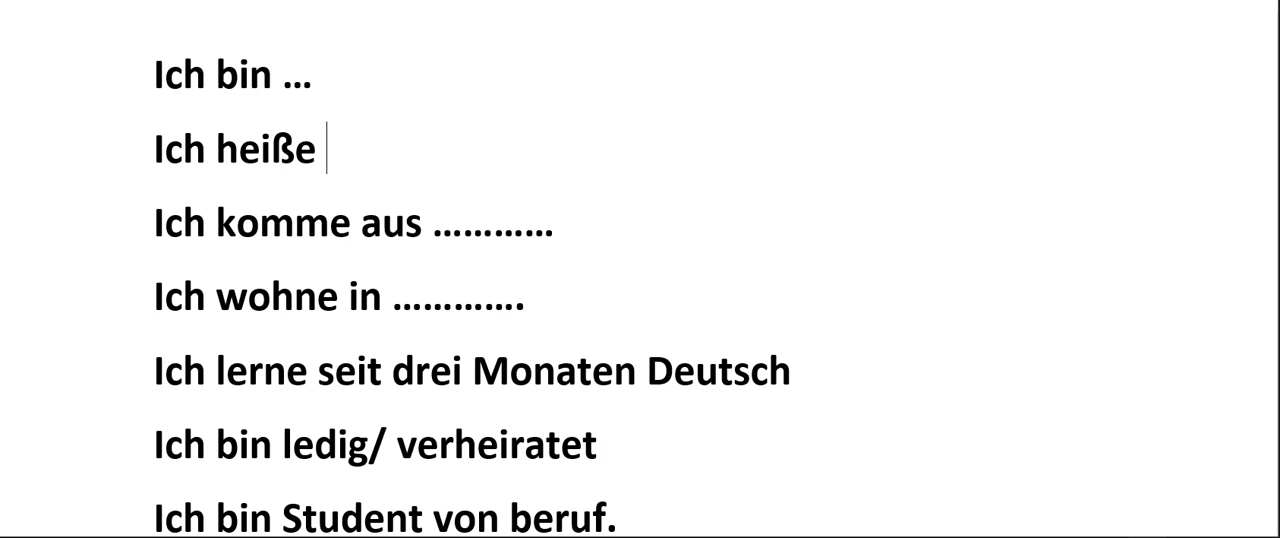 Ich bin ...
Ich heiße
Ich komme aus ............
Ich wohne in .............
Ich lerne seit drei Monaten Deutsch
Ich bin ledig/ verheiratet
Ich bin Student von beruf.